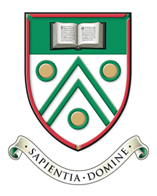 · SAPIENTIA · DOMINE ·